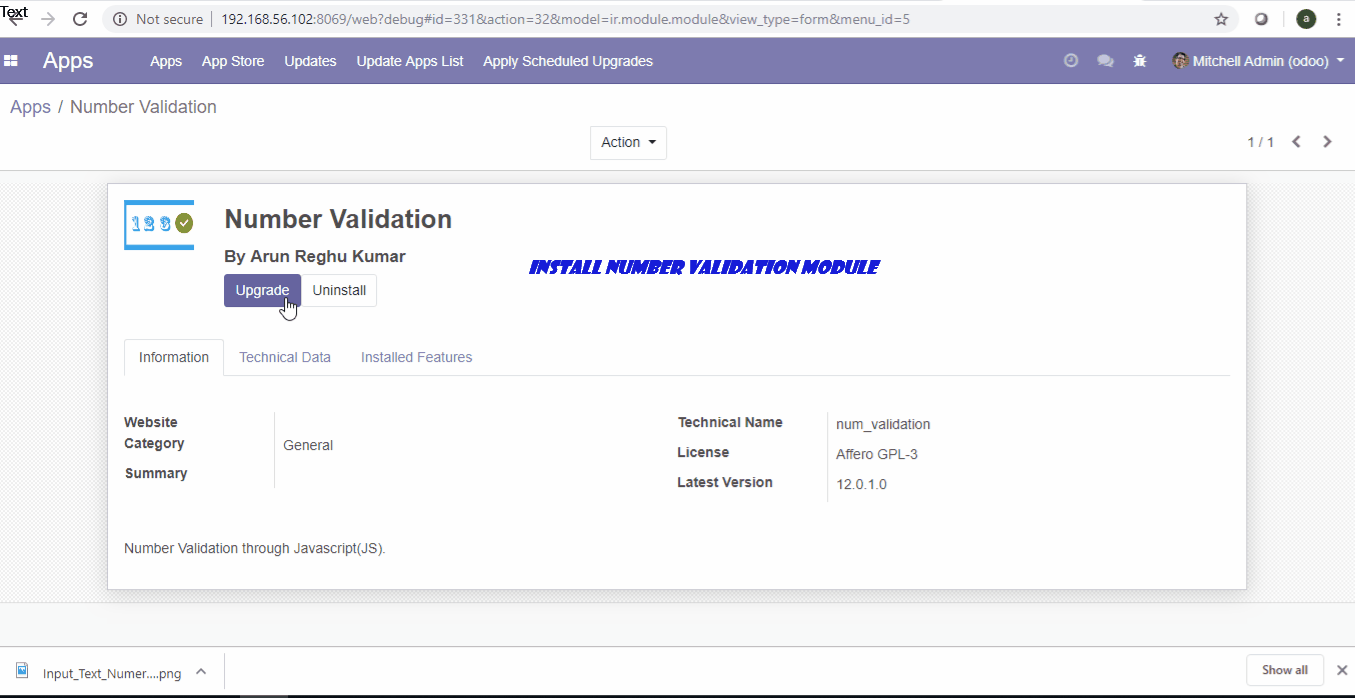 Text
Not secure | 192.168.56.102:8069/web?debug#id=331&action=32&model=ir.module.module&view_type=form&menu_id=5
a
Apps Apps App Store Updates Update Apps List Apply Scheduled Upgrades Mitchell Admin (odoo)
Apps / Number Validation
Action
1 / 1
123
Number Validation
By Arun Reghu Kumar
INSTALL NUMBER VALIDATION MODULE
Upgrade Uninstall
Information Technical Data Installed Features
Website
Category General
Summary
Technical Name num_validation
License Affero GPL-3
Latest Version 12.0.1.0
Number Validation through Javascript(JS).
Input_Text_Numer....png
Show all